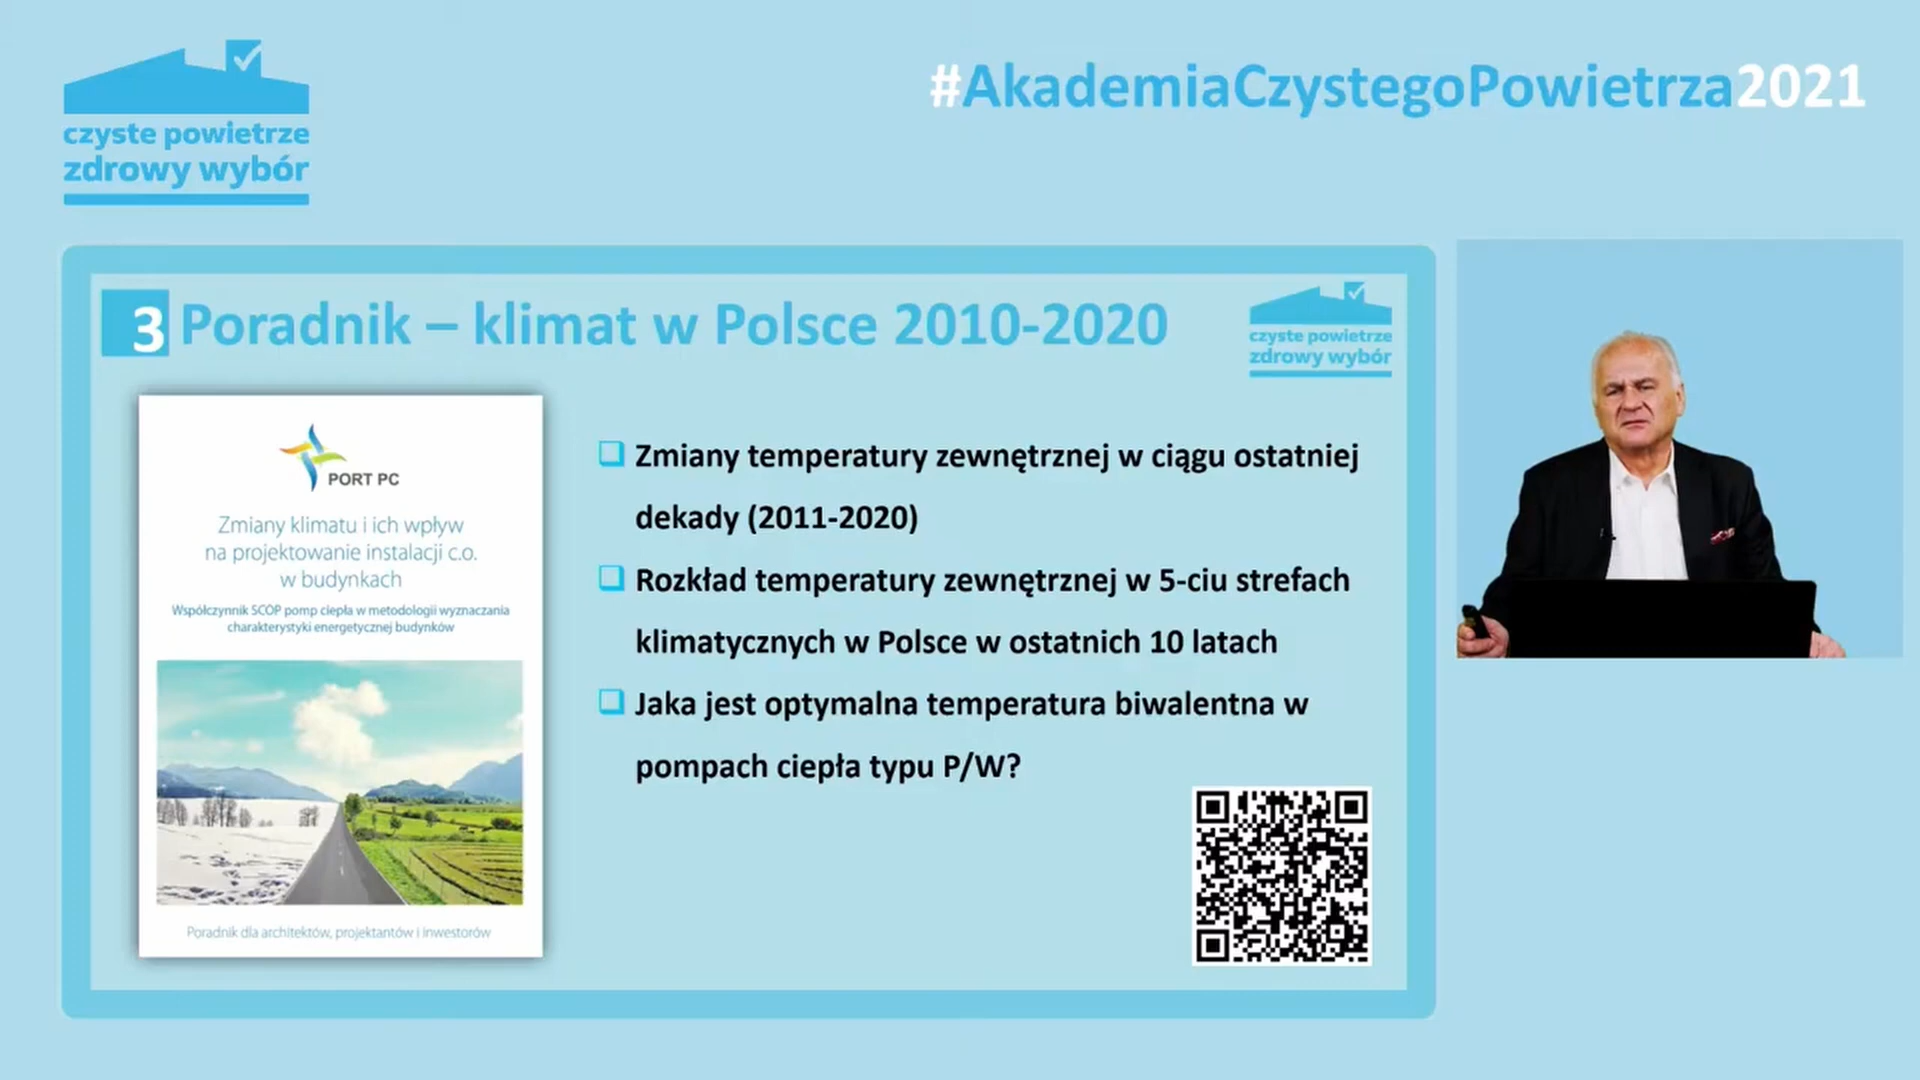 czyste powietrze
zdrowy wybór
#AkademiaCzystegoPowietrza2021
3 Poradnik – klimat w Polsce 2010-2020
czyste powietrze
zdrowy wybór
PORT PC
Zmiany klimatu i ich wpływ
na projektowanie instalacji c.o.
w budynkach
Współczynnik SCOP pomp ciepła w metodologii wyznaczania
charakterystyki energetycznej budynków
Poradnik dla architektów, projektantów i inwestorów
Zmiany temperatury zewnętrznej w ciągu ostatniej
dekady (2011-2020)
Rozkład temperatury zewnętrznej w 5-ciu strefach
klimatycznych w Polsce w ostatnich 10 latach
Jaka jest optymalna temperatura biwalentna w
pompach ciepła typu P/W?